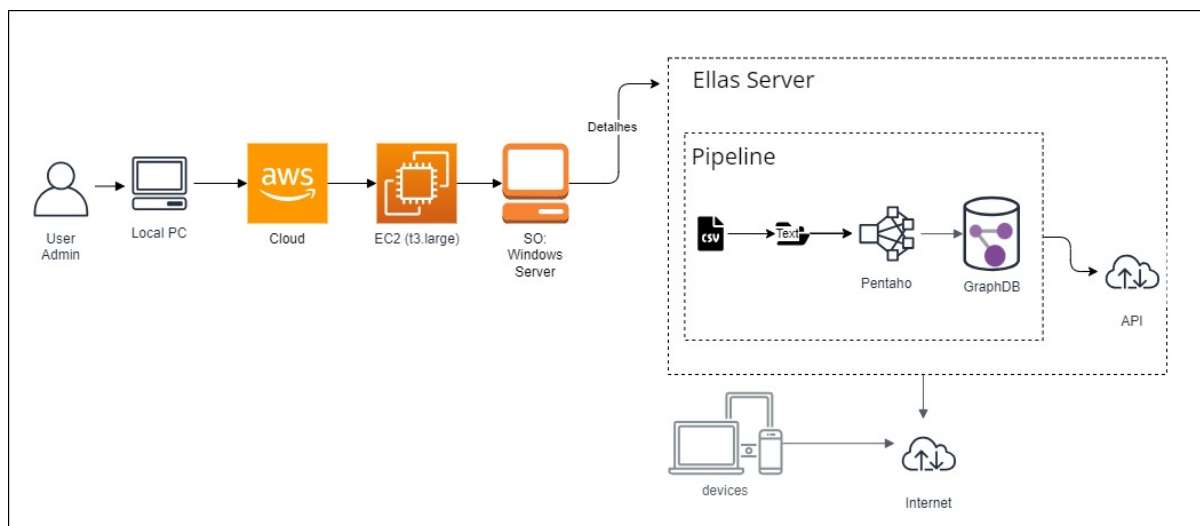 Ellas Server
Detalhes
Pipeline
aws
CSV
Text
User
Admin
Local PC
Cloud
EC2 (t3.large)
SO:
Windows
Server
Pentaho
GraphDB
API
devices
Internet